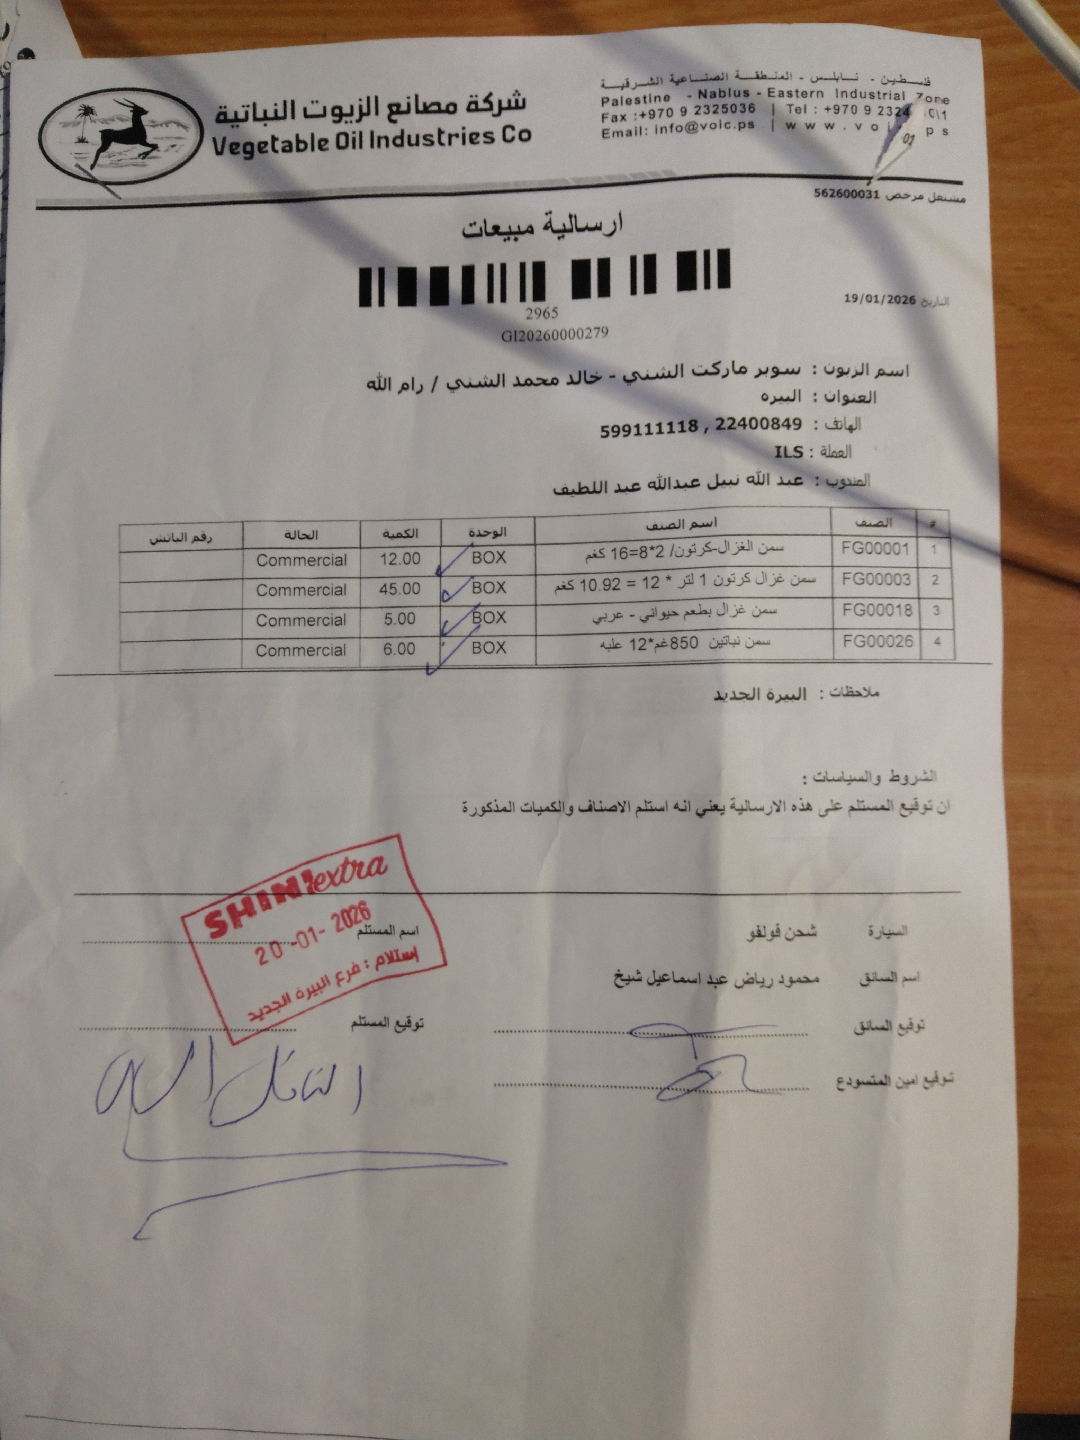 شركة مصانع الزيوت النباتية
Vegetable Oil Industries Co
فلسطين - نابلس - المنطقة الصناعية الشرقية
Palestine - Nablus - Eastern Industrial Zone
Fax :+970 9 2325036 | Tel : +970 9 2324
Email: info@voic.ps | www.voic.ps
مشتغل مرخص 562600031
ارسالية مبيعات
2965
GI20260000279
التاريخ 19/01/2026
اسم الزبون : سوبر ماركت الشني - خالد محمد الشني / رام الله
العنوان : البيره
الهاتف : 22400849 , 599111118
العملة : ILS
المندوب : عبد الله نبيل عبدالله عبد اللطيف
# الصنف اسم الصنف الوحدة الكمية الحالة رقم الباتش
1 FG00001 سمن الغزال-كرتون/ 2*8=16 كغم BOX 12.00 Commercial
2 FG00003 سمن غزال كرتون 1 لتر * 12 = 10.92 كغم BOX 45.00 Commercial
3 FG00018 سمن غزال بطعم حيواني - عربي BOX 5.00 Commercial
4 FG00026 سمن نباتين 850غم*12 علبه BOX 6.00 Commercial
ملاحظات : البيرة الجديد
الشروط والسياسات :
ان توقيع المستلم على هذه الارسالية يعني انه استلم الاصناف والكميات المذكورة
السيارة شحن فولفو
اسم المستلم
SHINI extra
20-01-2026
إستلام : فرع البيرة الجديد
اسم السائق محمود رياض عبد اسماعيل شيخ
توقيع السائق
توقيع المستلم
توقيع امين المتسودع